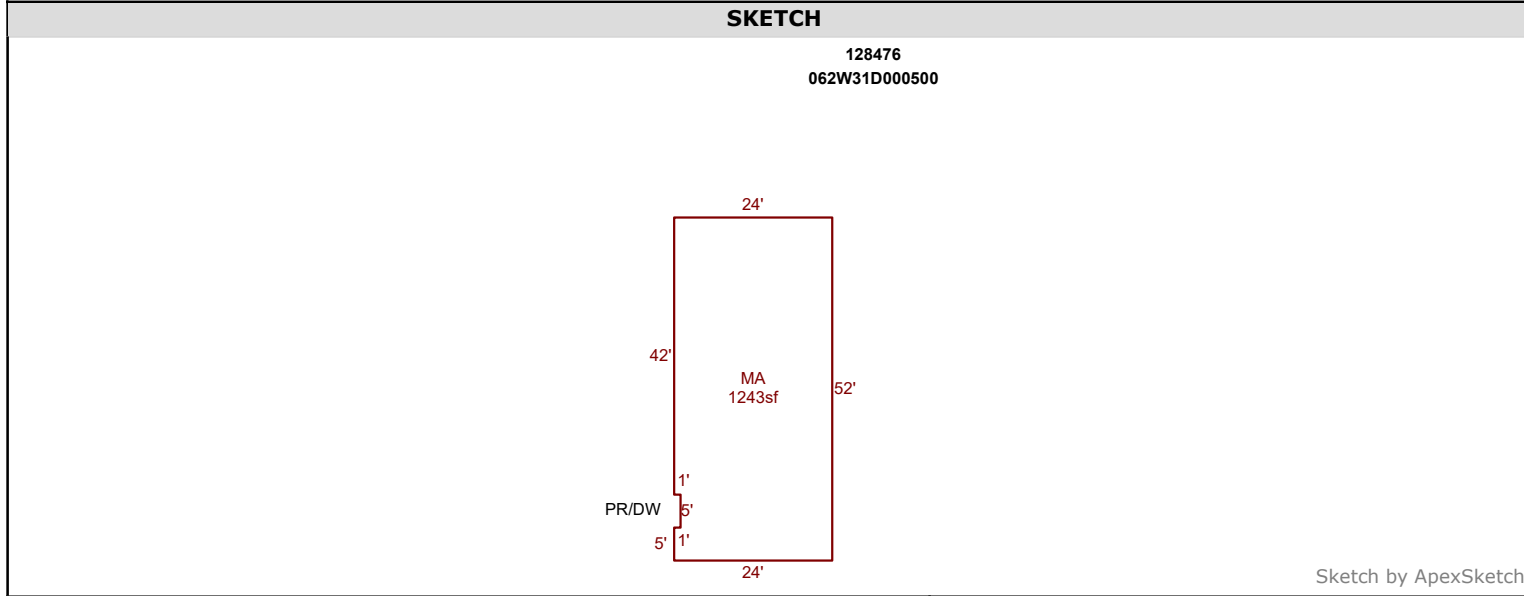 SKETCH
128476
062W31D000500
24'
42'
MA
1243sf
52'
1'
PR/DW
5'
5'
1'
24'
Sketch by ApexSketch